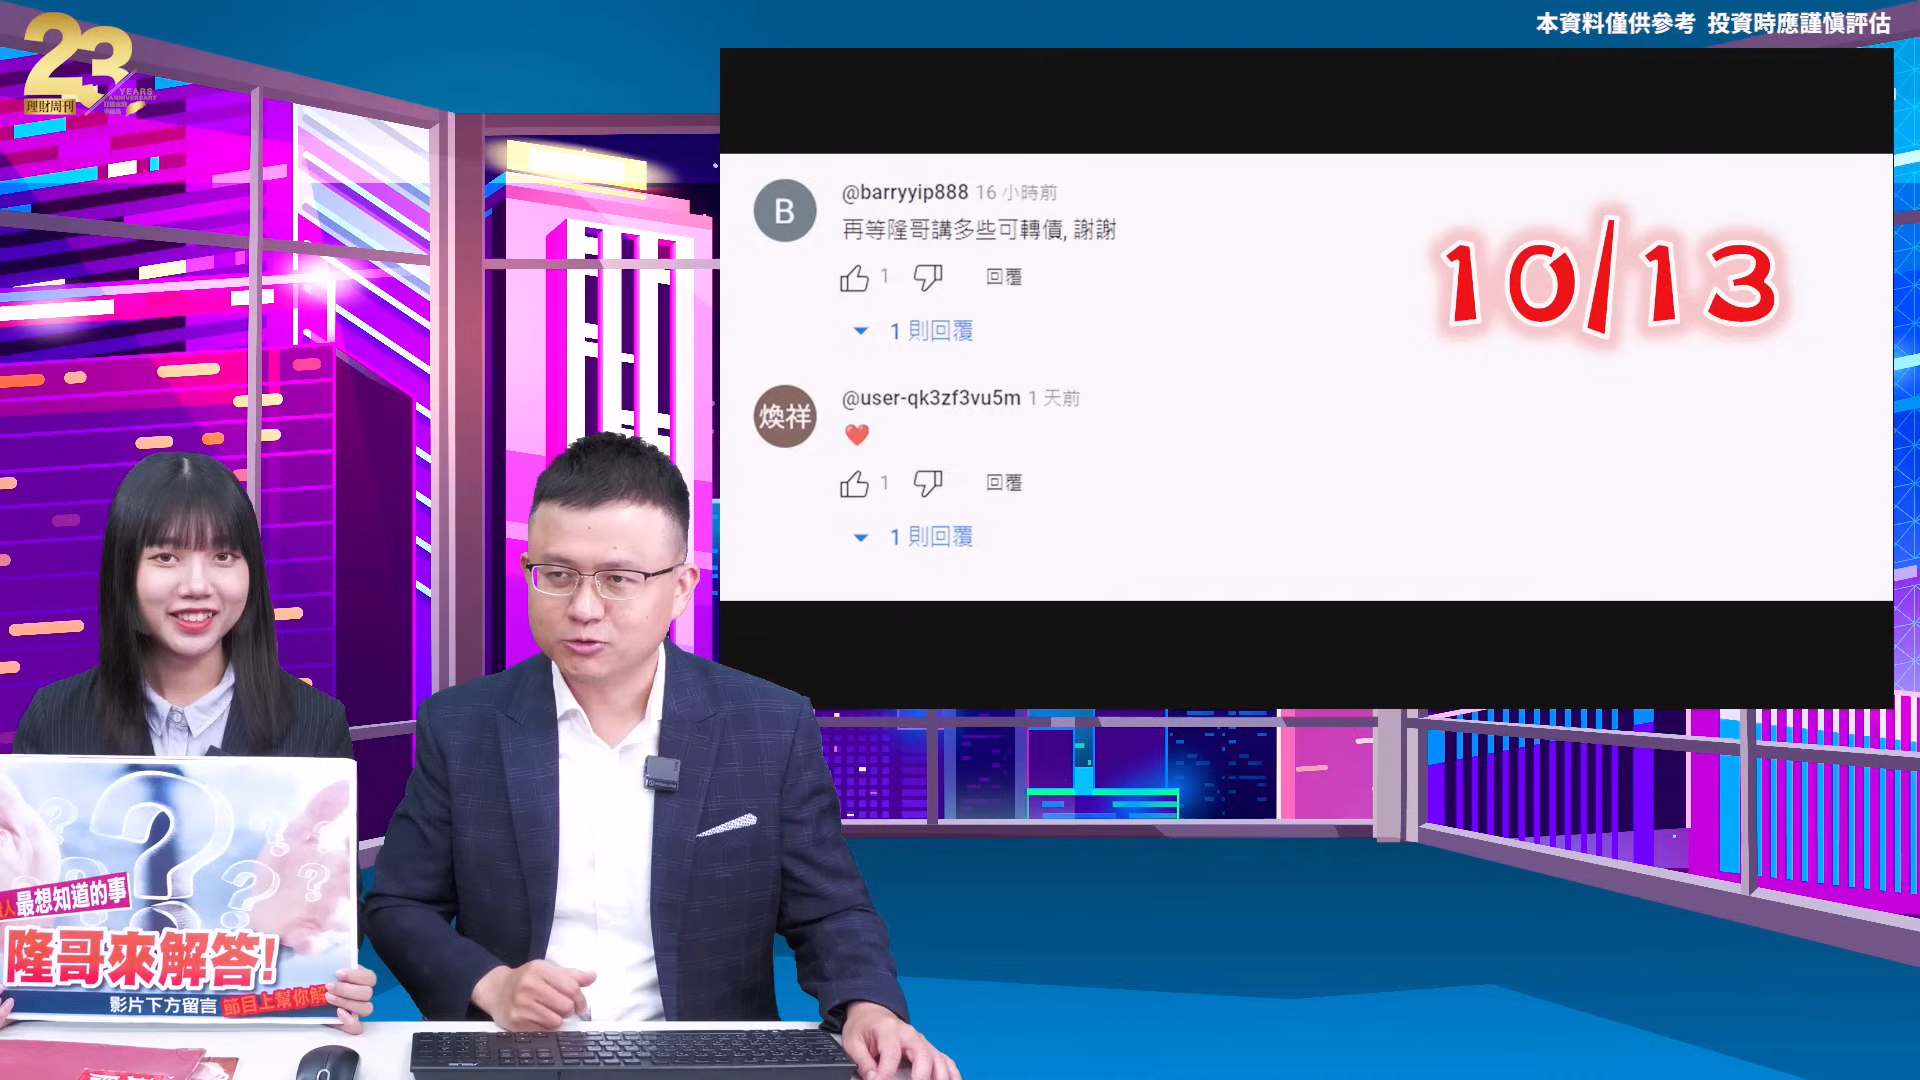 本資料僅供參考 投資時應謹慎評估
23
YEARS
ANNIVERSARY
理財周刊
B
@barryyip888 16 小時前
再等隆哥講多些可轉債, 謝謝
1 回覆
1 則回覆
10/13
煥祥
@user-qk3zf3vu5m 1 天前
❤️
1 回覆
1 則回覆
人最想知道的事
隆哥來解答!
影片下方留言 節目上幫你解